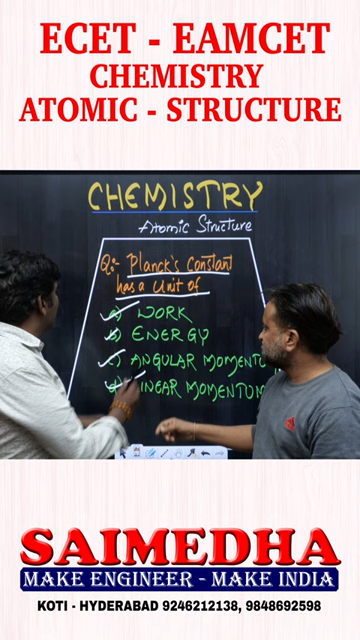 ECET - EAMCET
CHEMISTRY
ATOMIC - STRUCTURE
CHEMISTRY
Atomic Structure
Q:- Planck's Constant
has a unit of
a) WORK
b) ENERGY
c) ANGULAR MOMENTU
INEAR MOMENTUM
SAIMEDHA
MAKE ENGINEER - MAKE INDIA
KOTI - HYDERABAD 9246212138, 9848692598